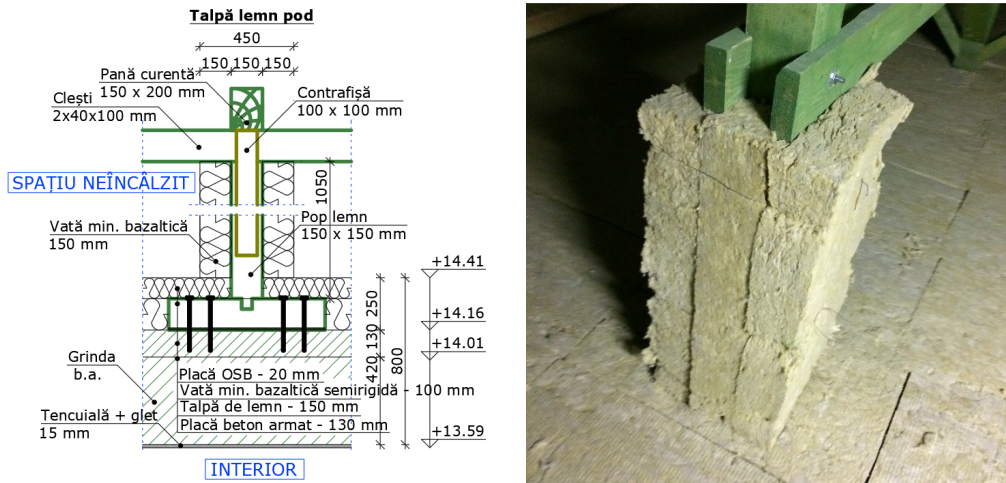 Talpă lemn pod
450
150 150 150
Pană curentă
150 x 200 mm
Clești
2x40x100 mm
Contrafișă
100 x 100 mm
SPAȚIU NEÎNCĂLZIT
1050
Vată min. bazaltică
150 mm
Pop lemn
150 x 150 mm
+14.41
250
+14.16
130
+14.01
800
420
Grinda
b.a.
Placă OSB - 20 mm
Vată min. bazaltică semirigidă - 100 mm
Talpă de lemn - 150 mm
Placă beton armat - 130 mm
Tencuială + glet
15 mm
+13.59
INTERIOR